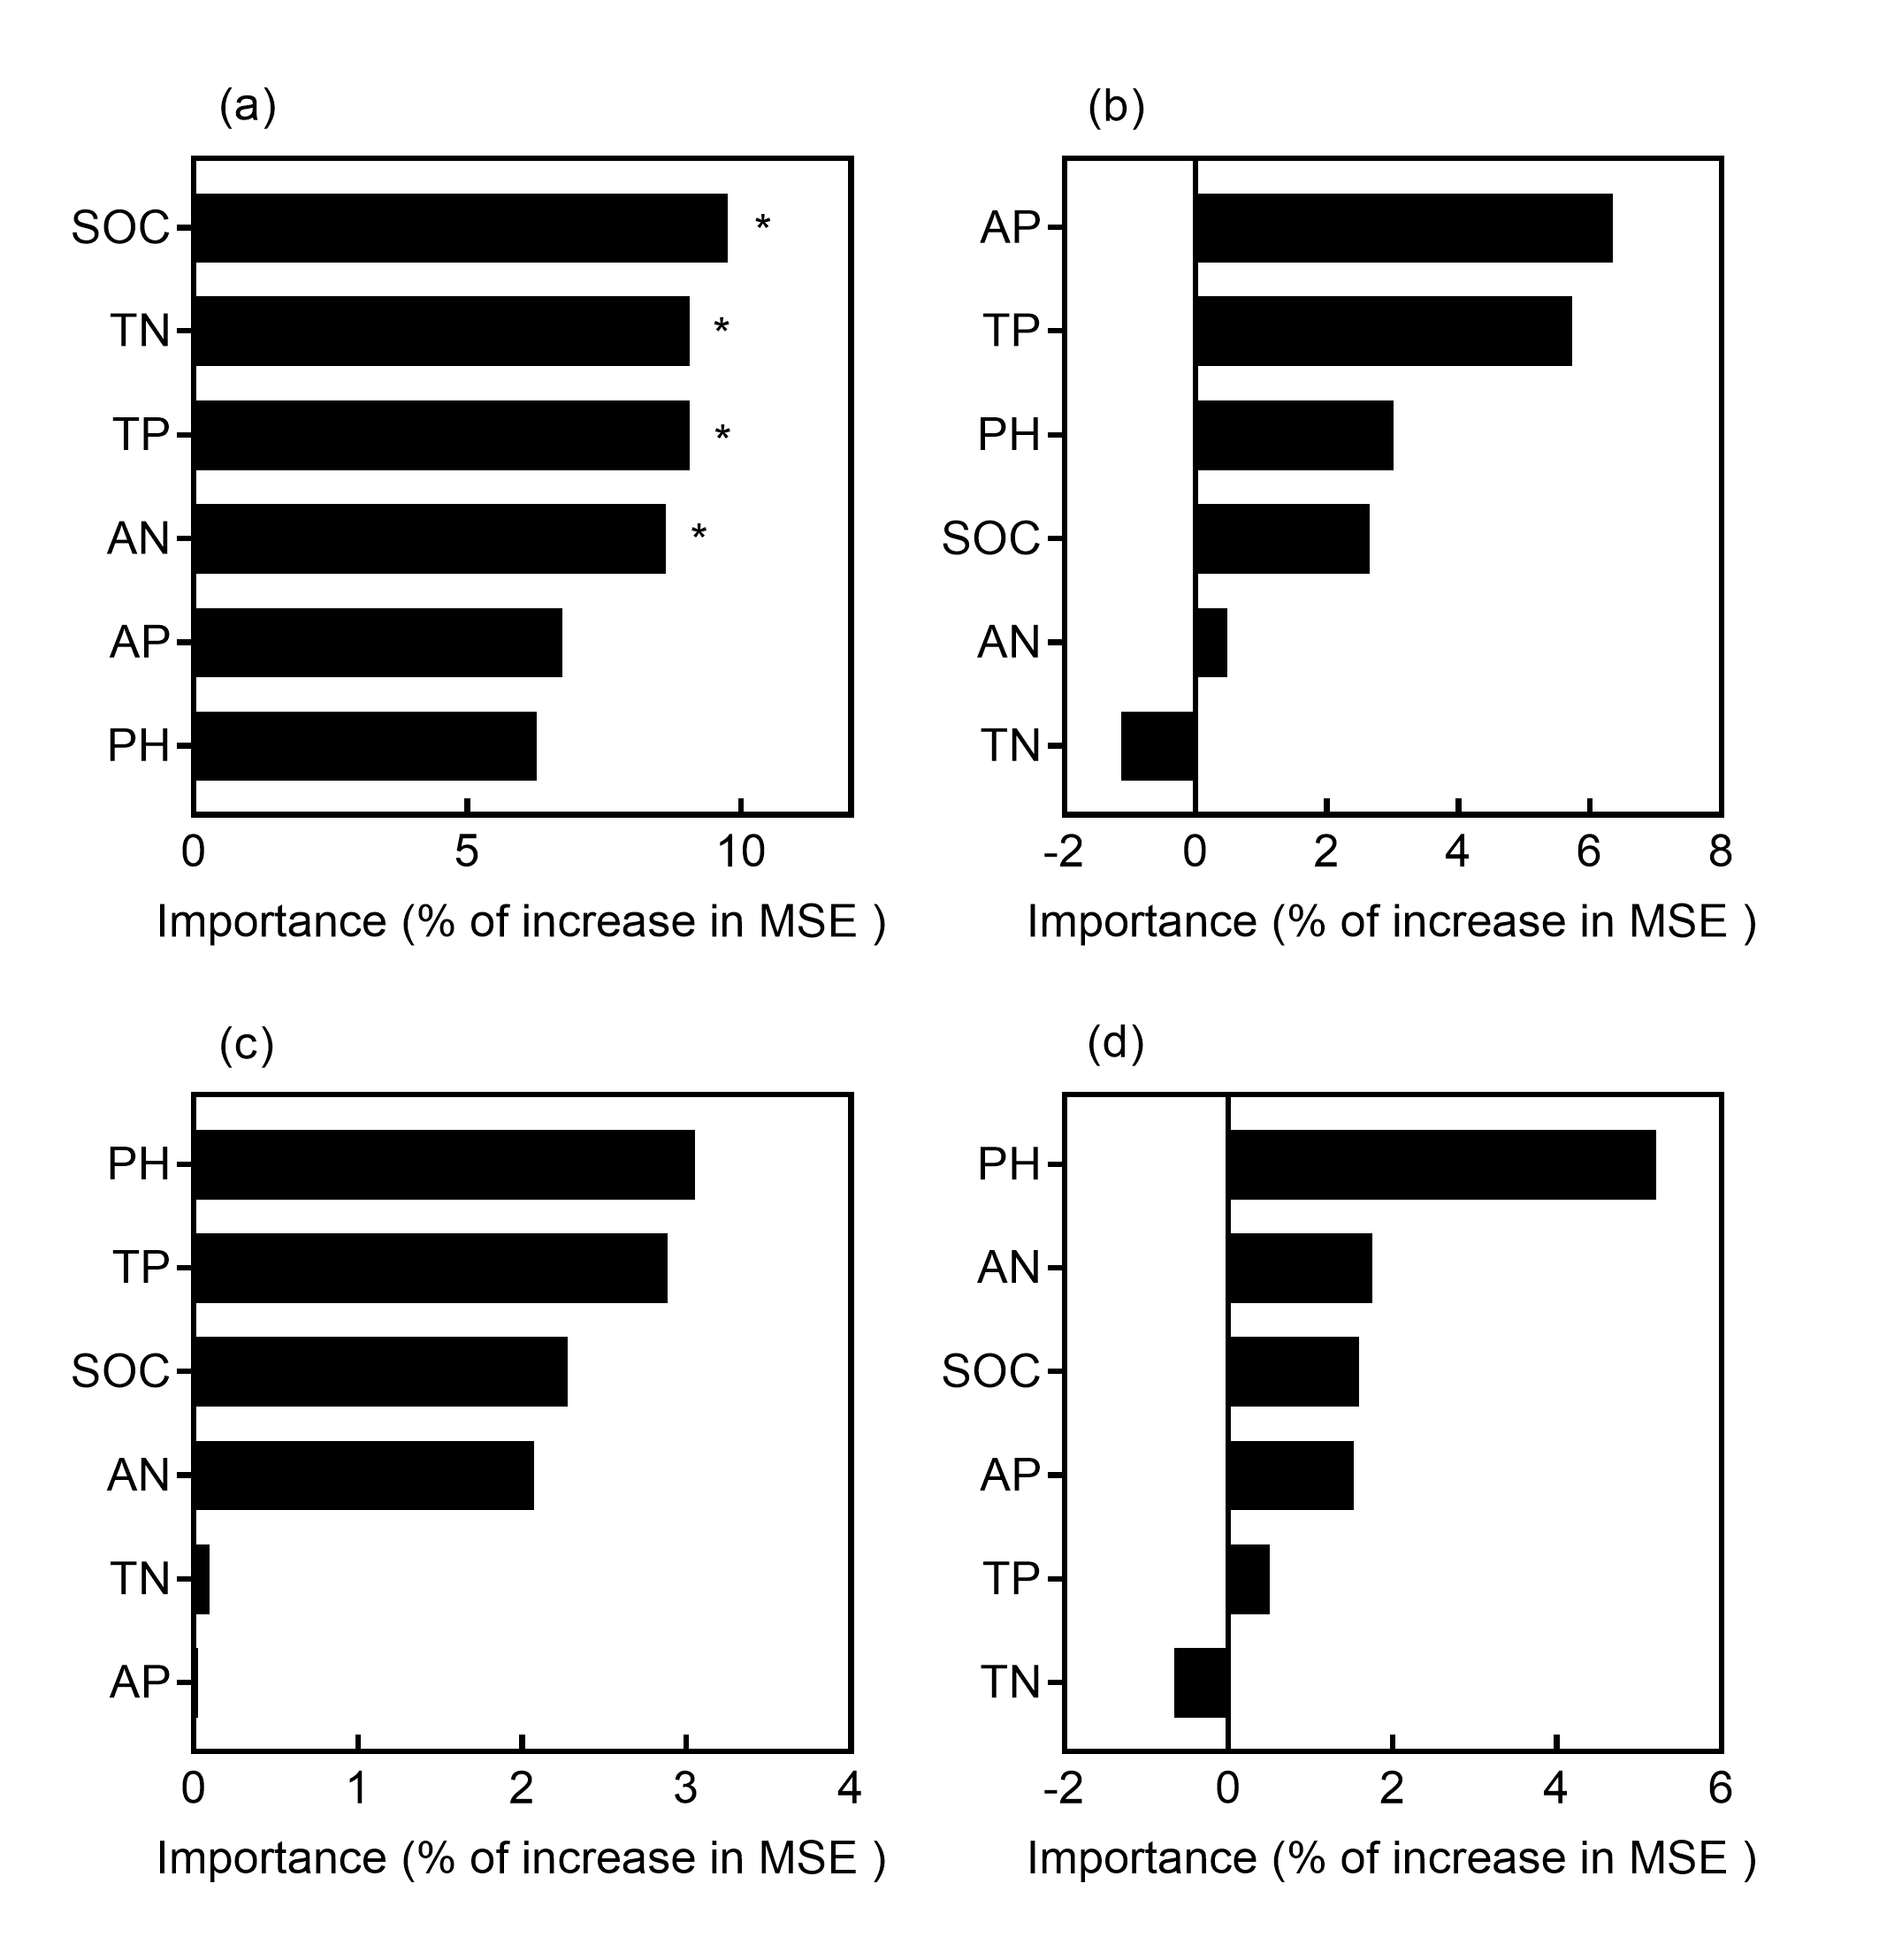 (a)
SOC *
TN *
TP *
AN *
AP
PH
0 5 10
Importance (% of increase in MSE )
(b)
AP
TP
PH
SOC
AN
TN
-2 0 2 4 6 8
Importance (% of increase in MSE )
(c)
PH
TP
SOC
AN
TN
AP
0 1 2 3 4
Importance (% of increase in MSE )
(d)
PH
AN
SOC
AP
TP
TN
-2 0 2 4 6
Importance (% of increase in MSE )